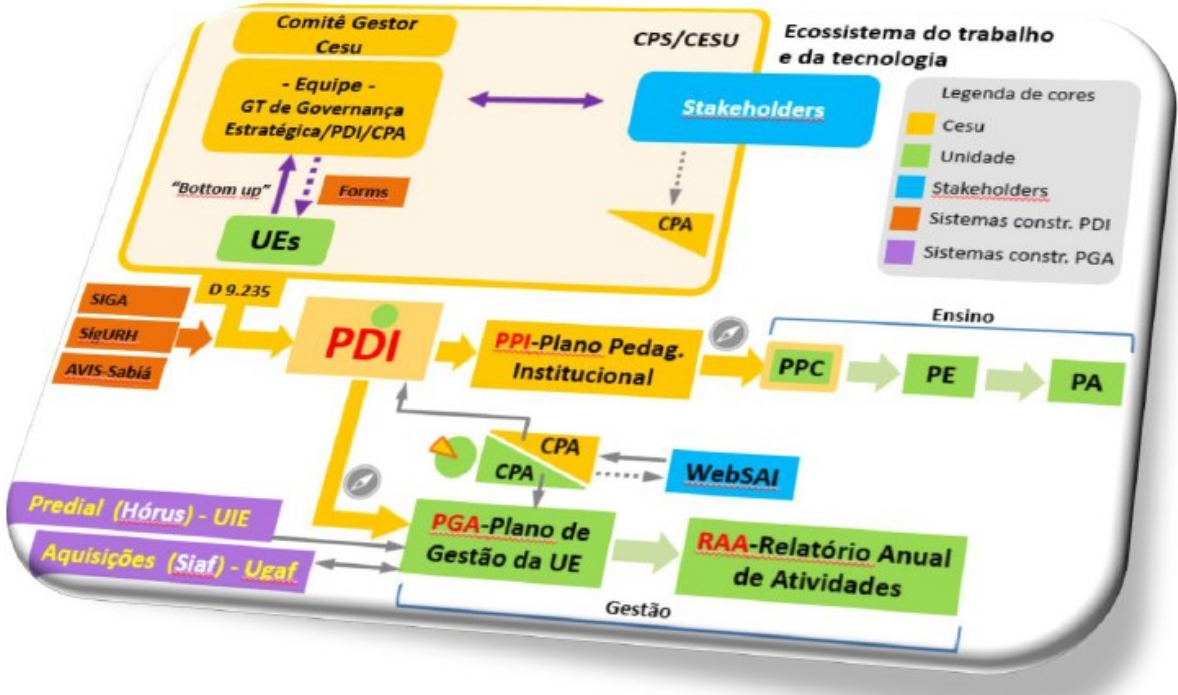 Comitê Gestor
Cesu
CPS/CESU
Ecossistema do trabalho
e da tecnologia
- Equipe -
GT de Governança
Estratégica/PDI/CPA
Stakeholders
Legenda de cores
Cesu
Unidade
Stakeholders
Sistemas constr. PDI
Sistemas constr. PGA
"Bottom up"
Forms
CPA
UEs
D 9.235
SIGA
SigURH
AVIS-Sabiá
PDI
PPI-Plano Pedag.
Institucional
Ensino
PPC
PE
PA
CPA
CPA
WebSAI
Predial (Hórus) - UIE
Aquisições (Siaf) - Ugaf
PGA-Plano de
Gestão da UE
RAA-Relatório Anual
de Atividades
Gestão